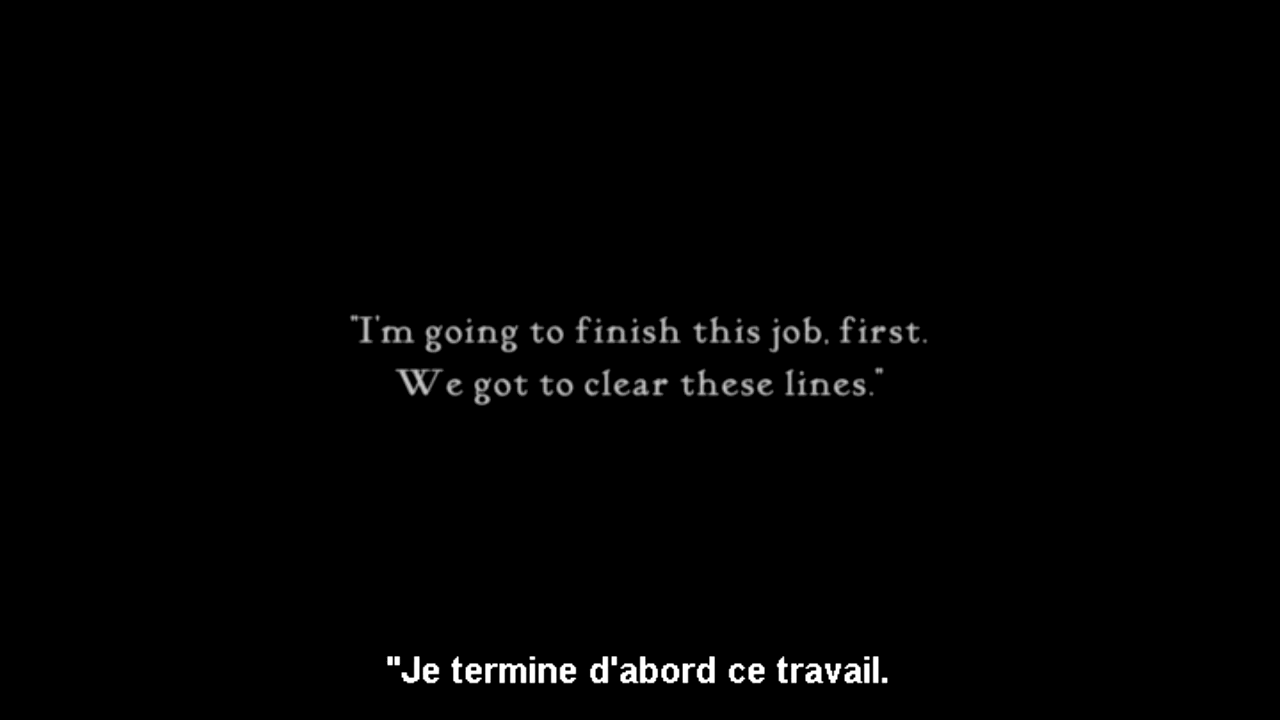 "I'm going to finish this job, first.
We got to clear these lines."
"Je termine d'abord ce travail.